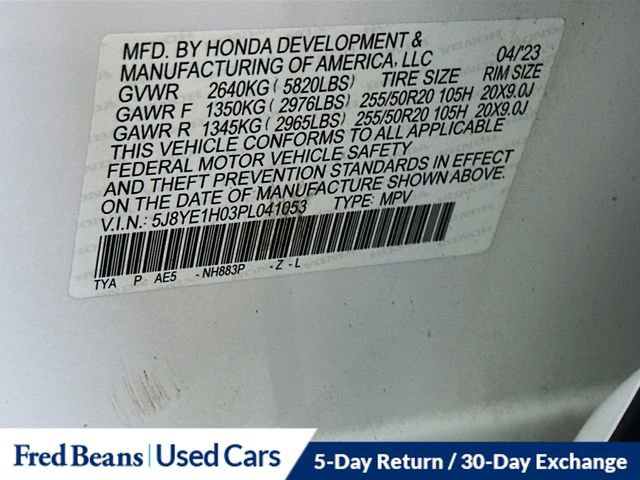 MFD. BY HONDA DEVELOPMENT &
MANUFACTURING OF AMERICA, LLC 04/23
GVWR 2640KG ( 5820LBS) TIRE SIZE RIM SIZE
GAWR F 1350KG ( 2976LBS) 255/50R20 105H 20X9.0J
GAWR R 1345KG ( 2965LBS) 255/50R20 105H 20X9.0J
THIS VEHICLE CONFORMS TO ALL APPLICABLE
FEDERAL MOTOR VEHICLE SAFETY
AND THEFT PREVENTION STANDARDS IN EFFECT
ON THE DATE OF MANUFACTURE SHOWN ABOVE.
V.I.N.: 5J8YE1H03PL041053 TYPE: MPV
TYA P AE5 - NH883P - Z - L
Fred Beans | Used Cars 5-Day Return / 30-Day Exchange